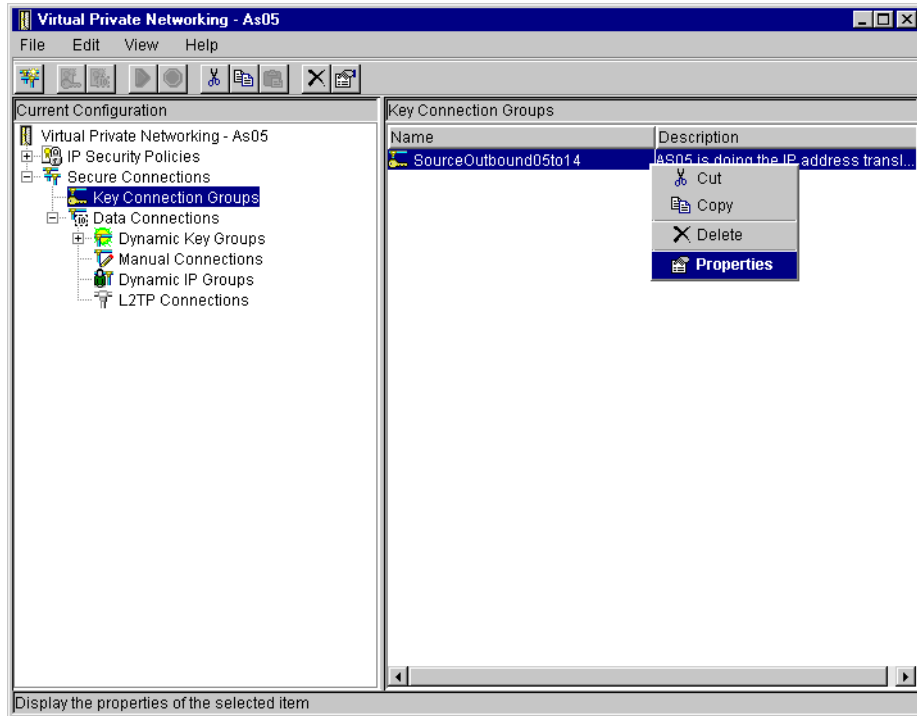 Virtual Private Networking - As05
File Edit View Help
Current Configuration
Key Connection Groups
Virtual Private Networking - As05
IP Security Policies
Secure Connections
Key Connection Groups
Data Connections
Dynamic Key Groups
Manual Connections
Dynamic IP Groups
L2TP Connections
Name Description
SourceOutbound05to14 AS05 is doing the IP address transl...
Cut
Copy
Delete
Properties
Display the properties of the selected item